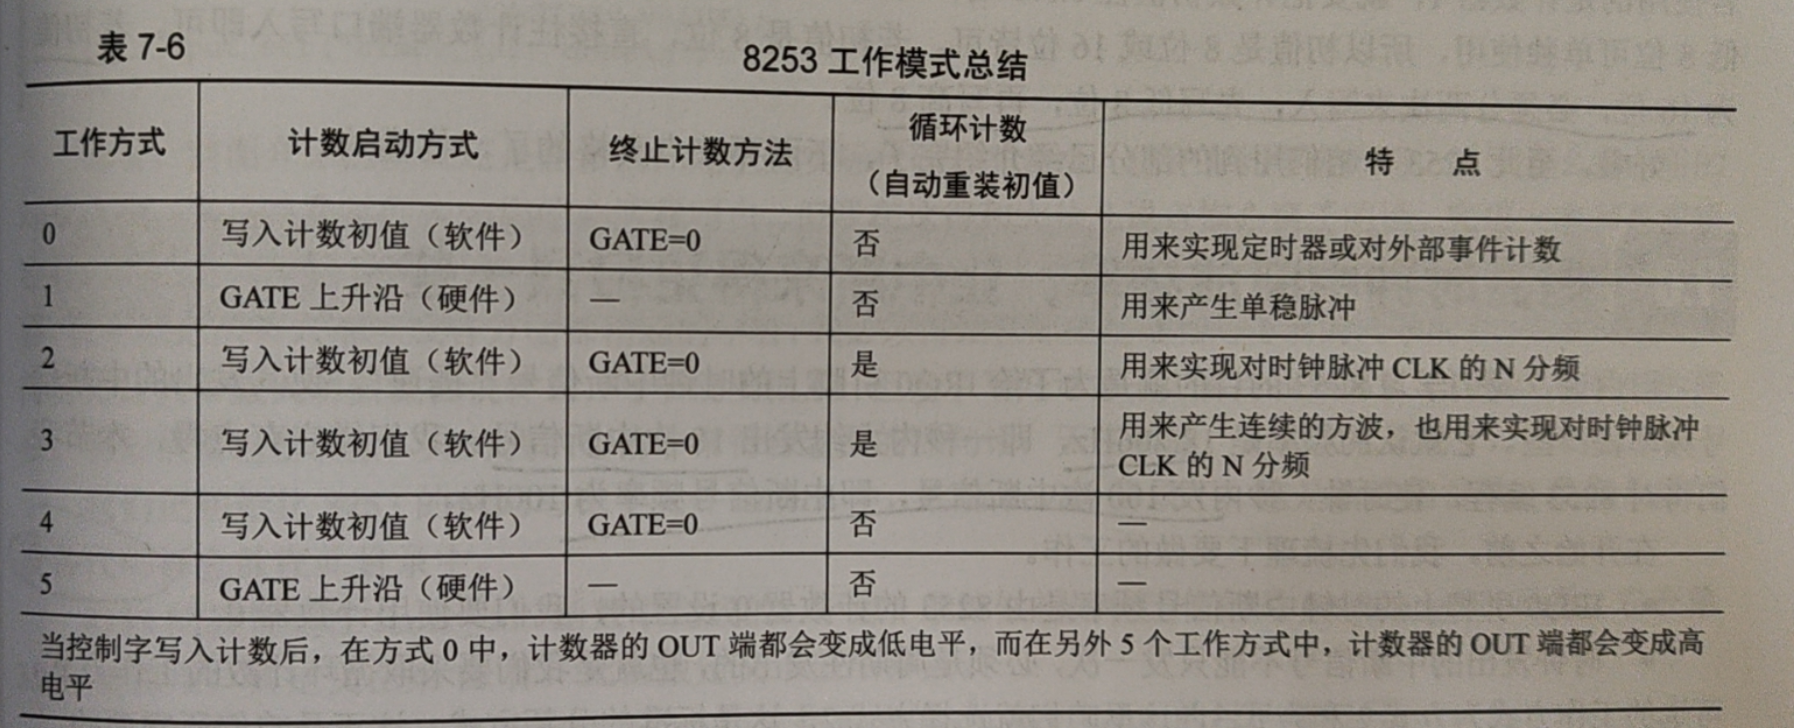 表 7-6
8253 工作模式总结
工作方式 计数启动方式 终止计数方法 循环计数（自动重装初值） 特 点
0 写入计数初值（软件） GATE=0 否 用来实现定时器或对外部事件计数
1 GATE 上升沿（硬件） — 否 用来产生单稳脉冲
2 写入计数初值（软件） GATE=0 是 用来实现对时钟脉冲 CLK 的 N 分频
3 写入计数初值（软件） GATE=0 是 用来产生连续的方波，也用来实现对时钟脉冲
CLK 的 N 分频
4 写入计数初值（软件） GATE=0 否 —
5 GATE 上升沿（硬件） — 否 —
当控制字写入计数后，在方式 0 中，计数器的 OUT 端都会变成低电平，而在另外 5 个工作方式中，计数器的 OUT 端都会变成高
电平